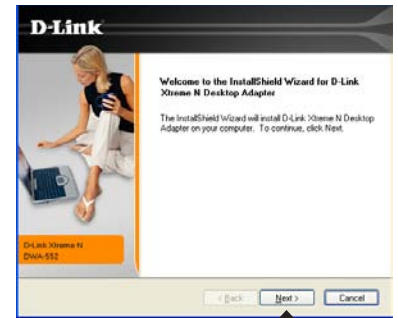 D-Link
Welcome to the InstallShield Wizard for D-Link
Xtreme N Desktop Adapter
The InstallShield Wizard will install D-Link Xtreme N Desktop
Adapter on your computer. To continue, click Next.
D-Link Xtreme N
DWA-552
< Back
Next >
Cancel